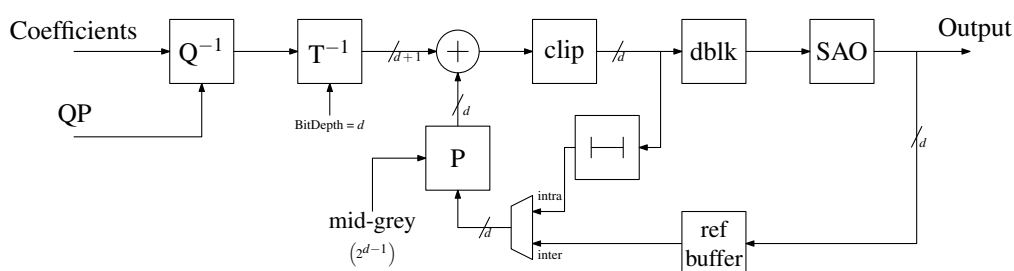 Coefficients
Q⁻¹
T⁻¹
d+1
+
clip
d
dblk
SAO
Output
QP
BitDepth = d
d
P
d
mid-grey
(2^{d−1})
intra
d
inter
ref
buffer